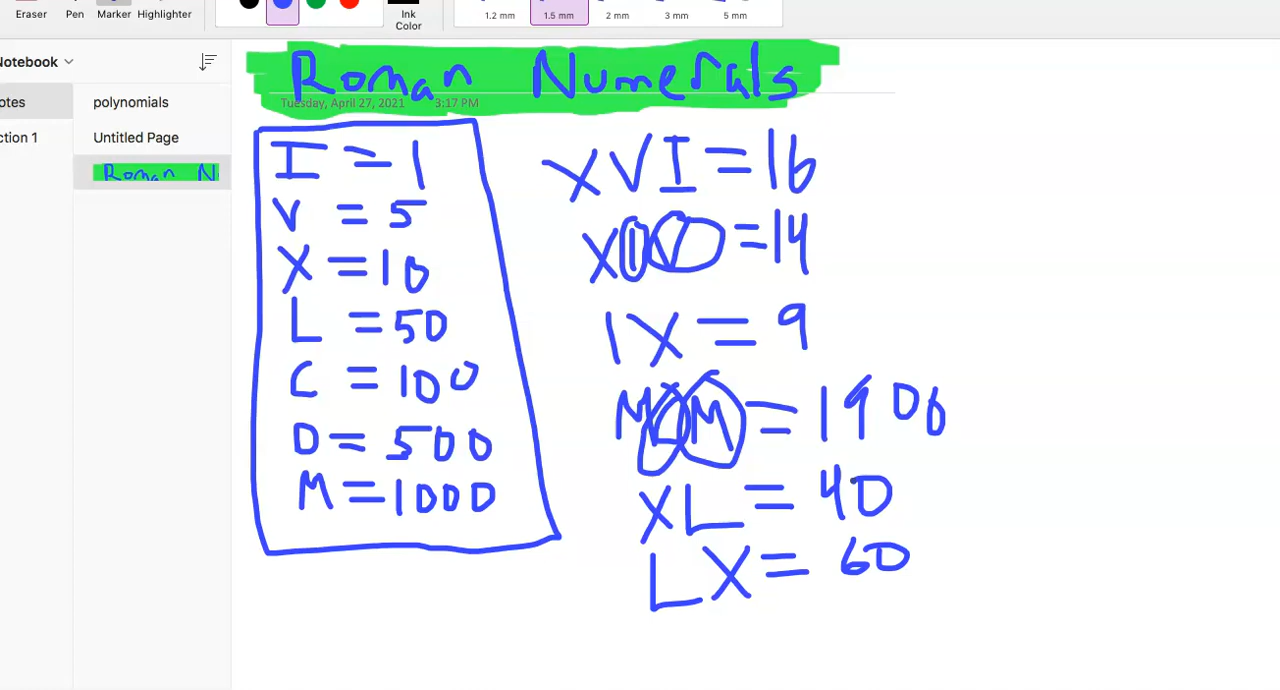 Eraser
Pen
Marker
Highlighter
Ink
Color
1.2 mm
1.5 mm
2 mm
3 mm
5 mm
Notebook
otes
ction 1
polynomials
Untitled Page
Roman N
Roman Numerals
Tuesday, April 27, 2021 3:17 PM
I = 1
V = 5
X = 10
L = 50
C = 100
D = 500
M = 1000
XVI = 16
XIV = 14
IX = 9
MCM = 1900
XL = 40
LX = 60